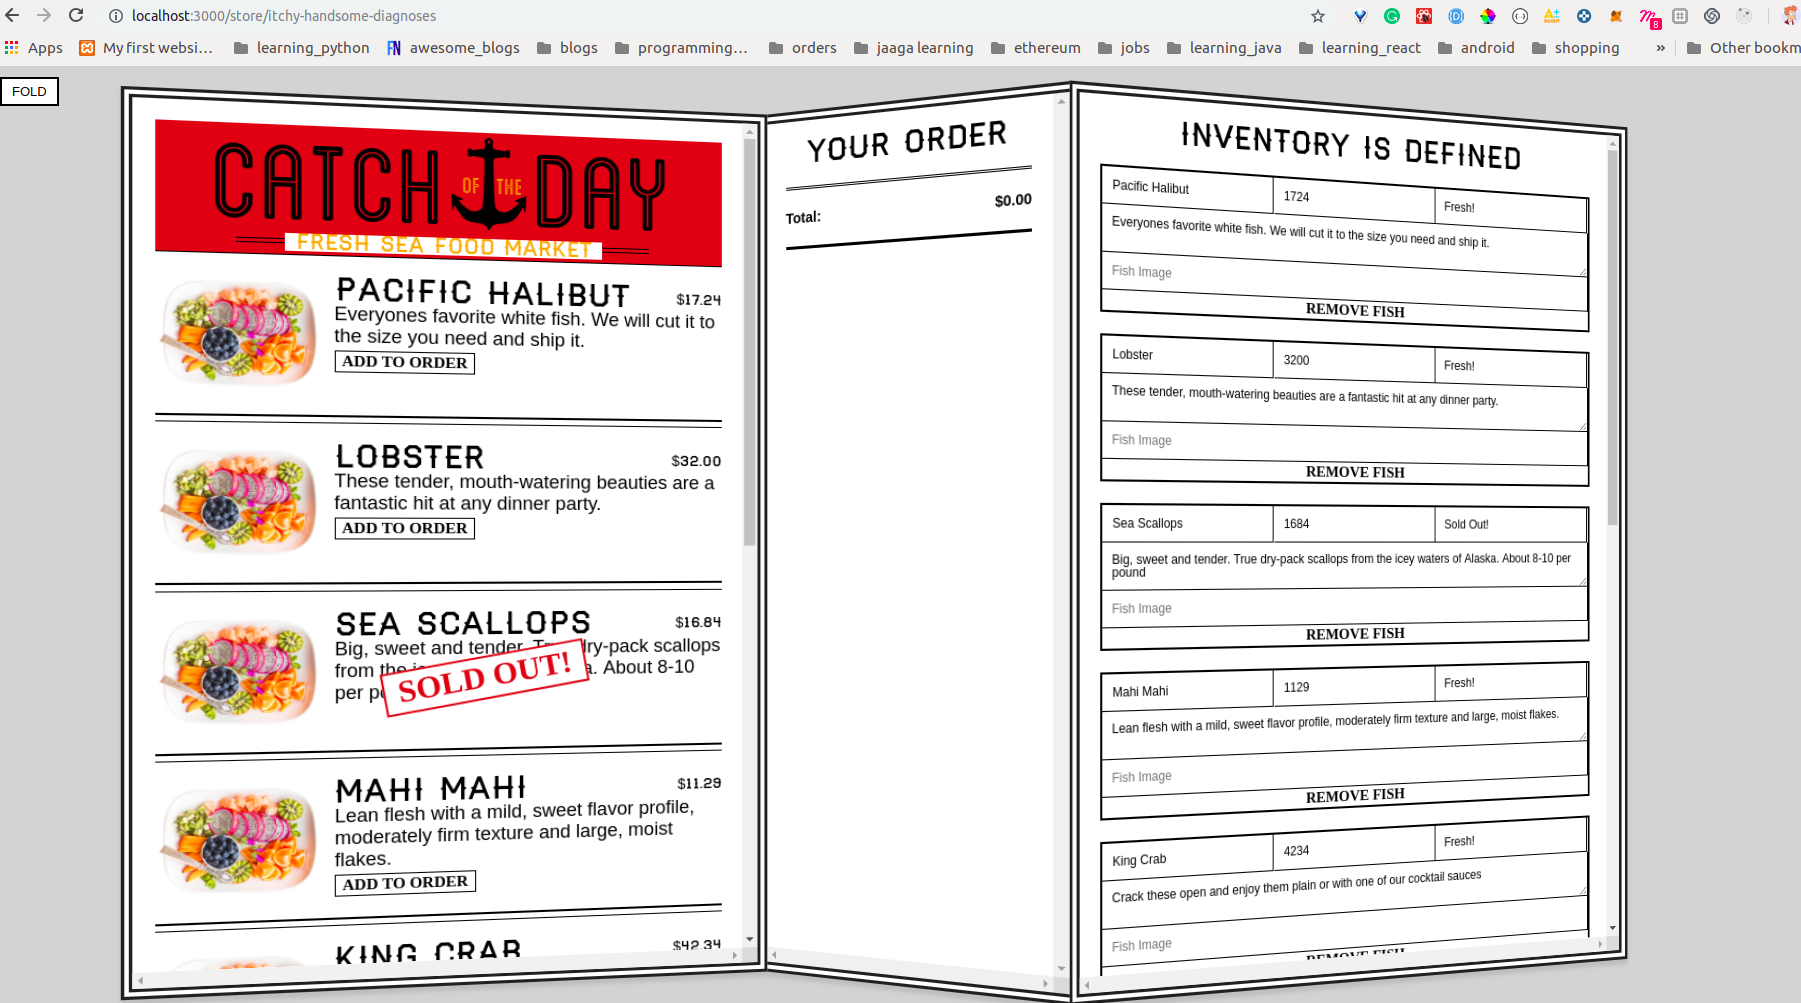 localhost:3000/store/itchy-handsome-diagnoses
8
Apps
My first websi...
learning_python
awesome_blogs
blogs
programming...
orders
jaaga learning
ethereum
jobs
learning_java
learning_react
android
shopping
»
Other bookm
FOLD
CATCH OF THE DAY
FRESH SEA FOOD MARKET
PACIFIC HALIBUT $17.24
Everyones favorite white fish. We will cut it to
the size you need and ship it.
ADD TO ORDER
LOBSTER $32.00
These tender, mouth-watering beauties are a
fantastic hit at any dinner party.
ADD TO ORDER
SEA SCALLOPS $16.84
Big, sweet and tender. True dry-pack scallops
from the a. About 8-10
per
SOLD OUT!
MAHI MAHI $11.29
Lean flesh with a mild, sweet flavor profile,
moderately firm texture and large, moist
flakes.
ADD TO ORDER
KING CRAB $42.34
YOUR ORDER
Total: $0.00
INVENTORY IS DEFINED
Pacific Halibut 1724 Fresh!
Everyones favorite white fish. We will cut it to the size you need and ship it.
Fish Image
REMOVE FISH
Lobster 3200 Fresh!
These tender, mouth-watering beauties are a fantastic hit at any dinner party.
Fish Image
REMOVE FISH
Sea Scallops 1684 Sold Out!
Big, sweet and tender. True dry-pack scallops from the icey waters of Alaska. About 8-10 per
pound
Fish Image
REMOVE FISH
Mahi Mahi 1129 Fresh!
Lean flesh with a mild, sweet flavor profile, moderately firm texture and large, moist flakes.
Fish Image
REMOVE FISH
King Crab 4234 Fresh!
Crack these open and enjoy them plain or with one of our cocktail sauces
Fish Image
REMOVE FISH